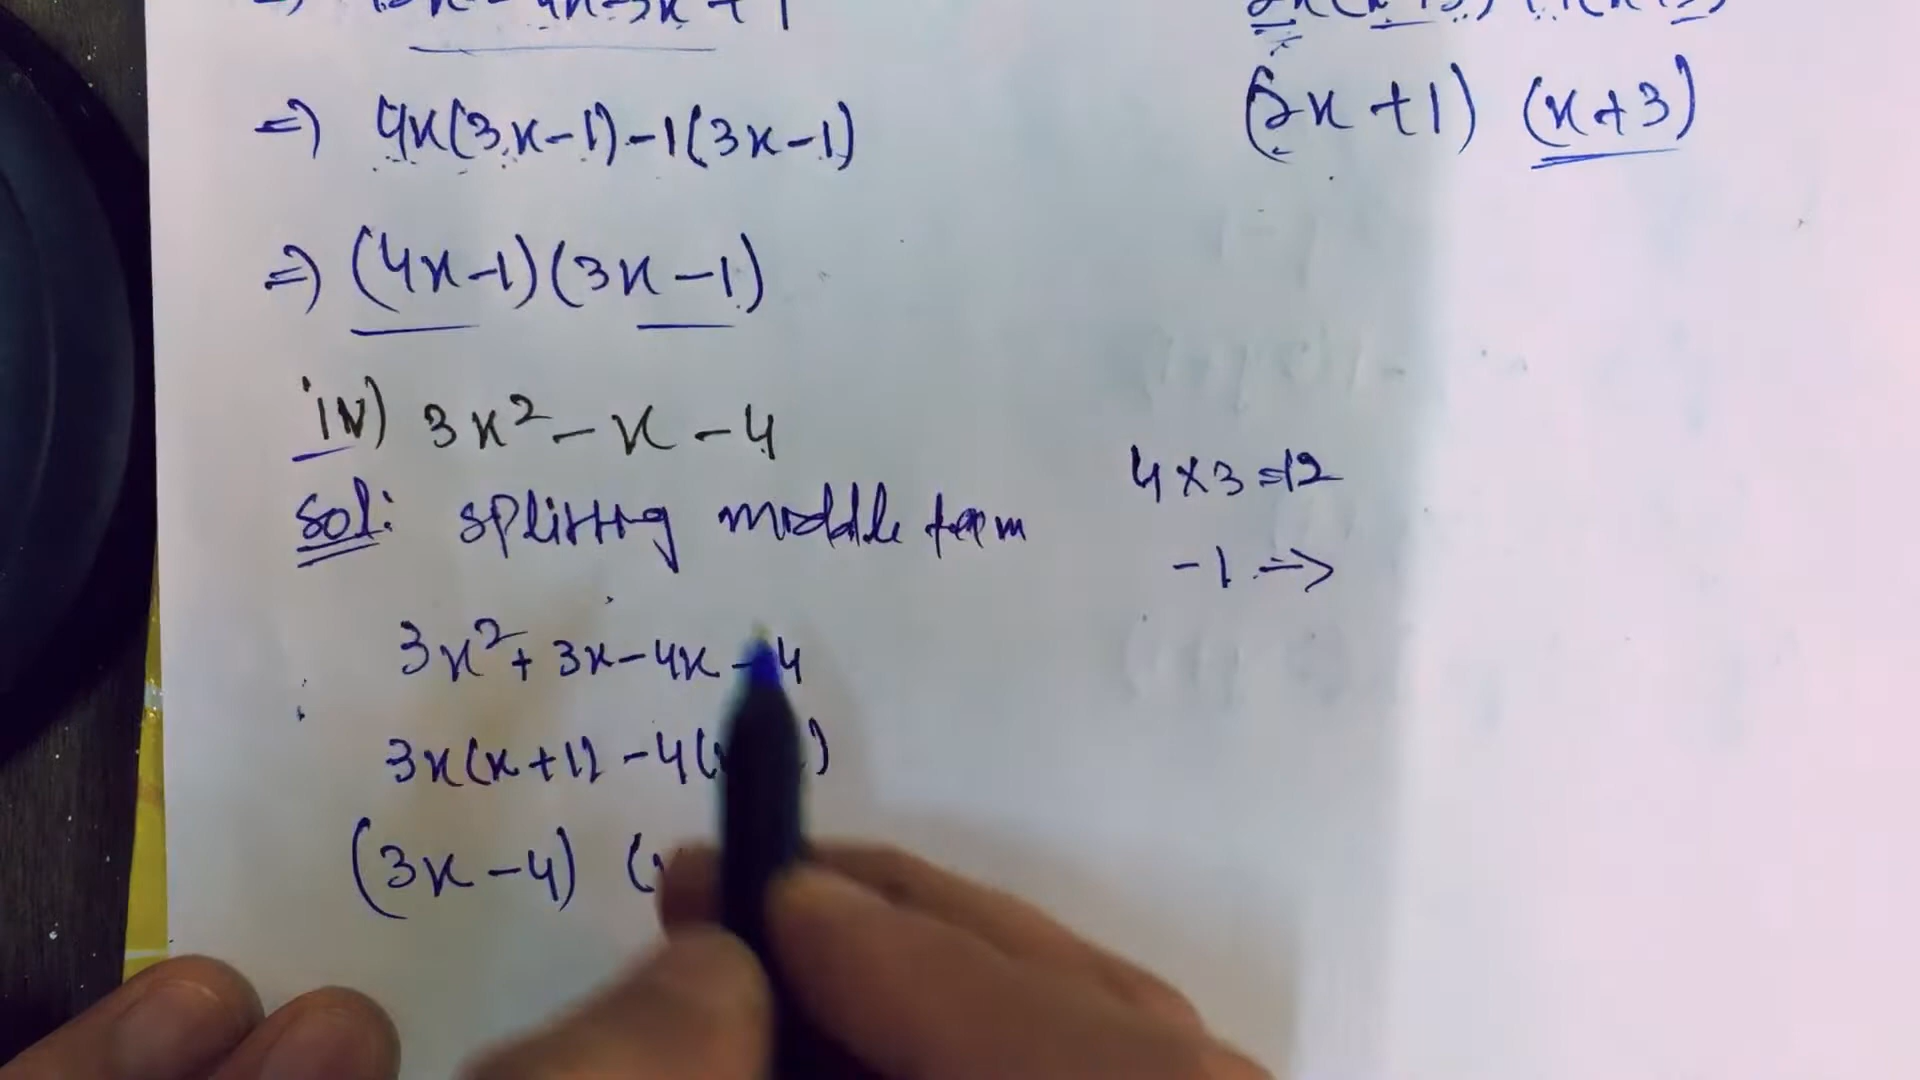 =) 4x(3x-1)-1(3x-1)
=) (4x-1)(3x-1)
(2x+1) (x+3)
iv) 3x² - x - 4
Sol: splitting middle term
3x² + 3x - 4x - 4
3x(x+1) - 4( )
(3x-4) (
4 x 3 = 12
-1 =>